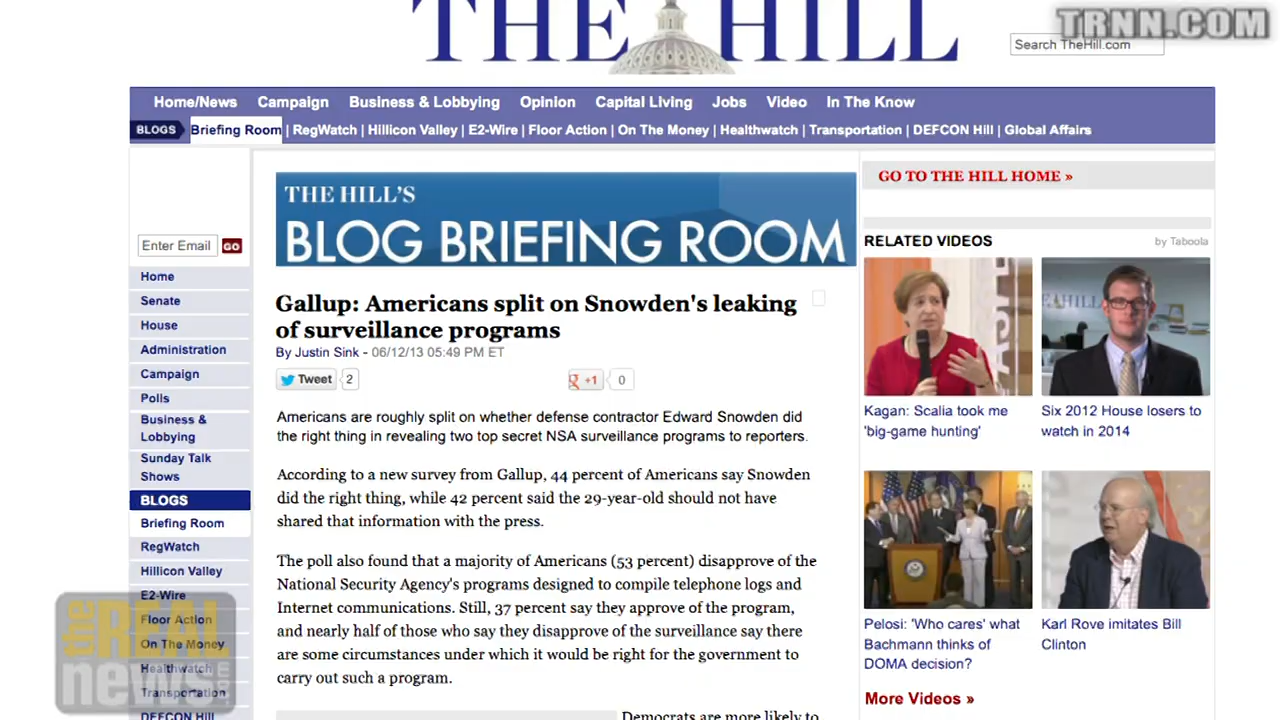 THE HILL
TRNN.COM
Search TheHill.com
Home/News Campaign Business & Lobbying Opinion Capital Living Jobs Video In The Know
BLOGS Briefing Room | RegWatch | Hillicon Valley | E2-Wire | Floor Action | On The Money | Healthwatch | Transportation | DEFCON Hill | Global Affairs
Enter Email GO
Home
Senate
House
Administration
Campaign
Polls
Business &
Lobbying
Sunday Talk
Shows
BLOGS
Briefing Room
RegWatch
Hillicon Valley
E2-Wire
Floor Action
On The Money
Healthwatch
Transportation
DEFCON Hill
THE HILL'S
BLOG BRIEFING ROOM
Gallup: Americans split on Snowden's leaking
of surveillance programs
By Justin Sink - 06/12/13 05:49 PM ET
Tweet 2
+1 0
Americans are roughly split on whether defense contractor Edward Snowden did
the right thing in revealing two top secret NSA surveillance programs to reporters.
According to a new survey from Gallup, 44 percent of Americans say Snowden
did the right thing, while 42 percent said the 29-year-old should not have
shared that information with the press.
The poll also found that a majority of Americans (53 percent) disapprove of the
National Security Agency's programs designed to compile telephone logs and
Internet communications. Still, 37 percent say they approve of the program,
and nearly half of those who say they disapprove of the surveillance say there
are some circumstances under which it would be right for the government to
carry out such a program.
Democrats are more likely to
GO TO THE HILL HOME »
RELATED VIDEOS
by Taboola
Kagan: Scalia took me
'big-game hunting'
Six 2012 House losers to
watch in 2014
Pelosi: 'Who cares' what
Bachmann thinks of
DOMA decision?
Karl Rove imitates Bill
Clinton
More Videos »
the REAL
news.com